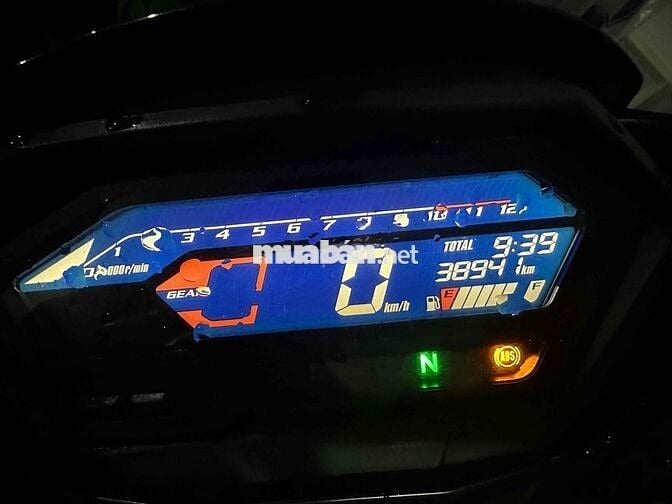 1 3 4 5 6 7 8 9 10 11 12
000r/min
GEAR
0 km/h
TOTAL 9:39
38941 km
E F
N
ABS
muaban.net